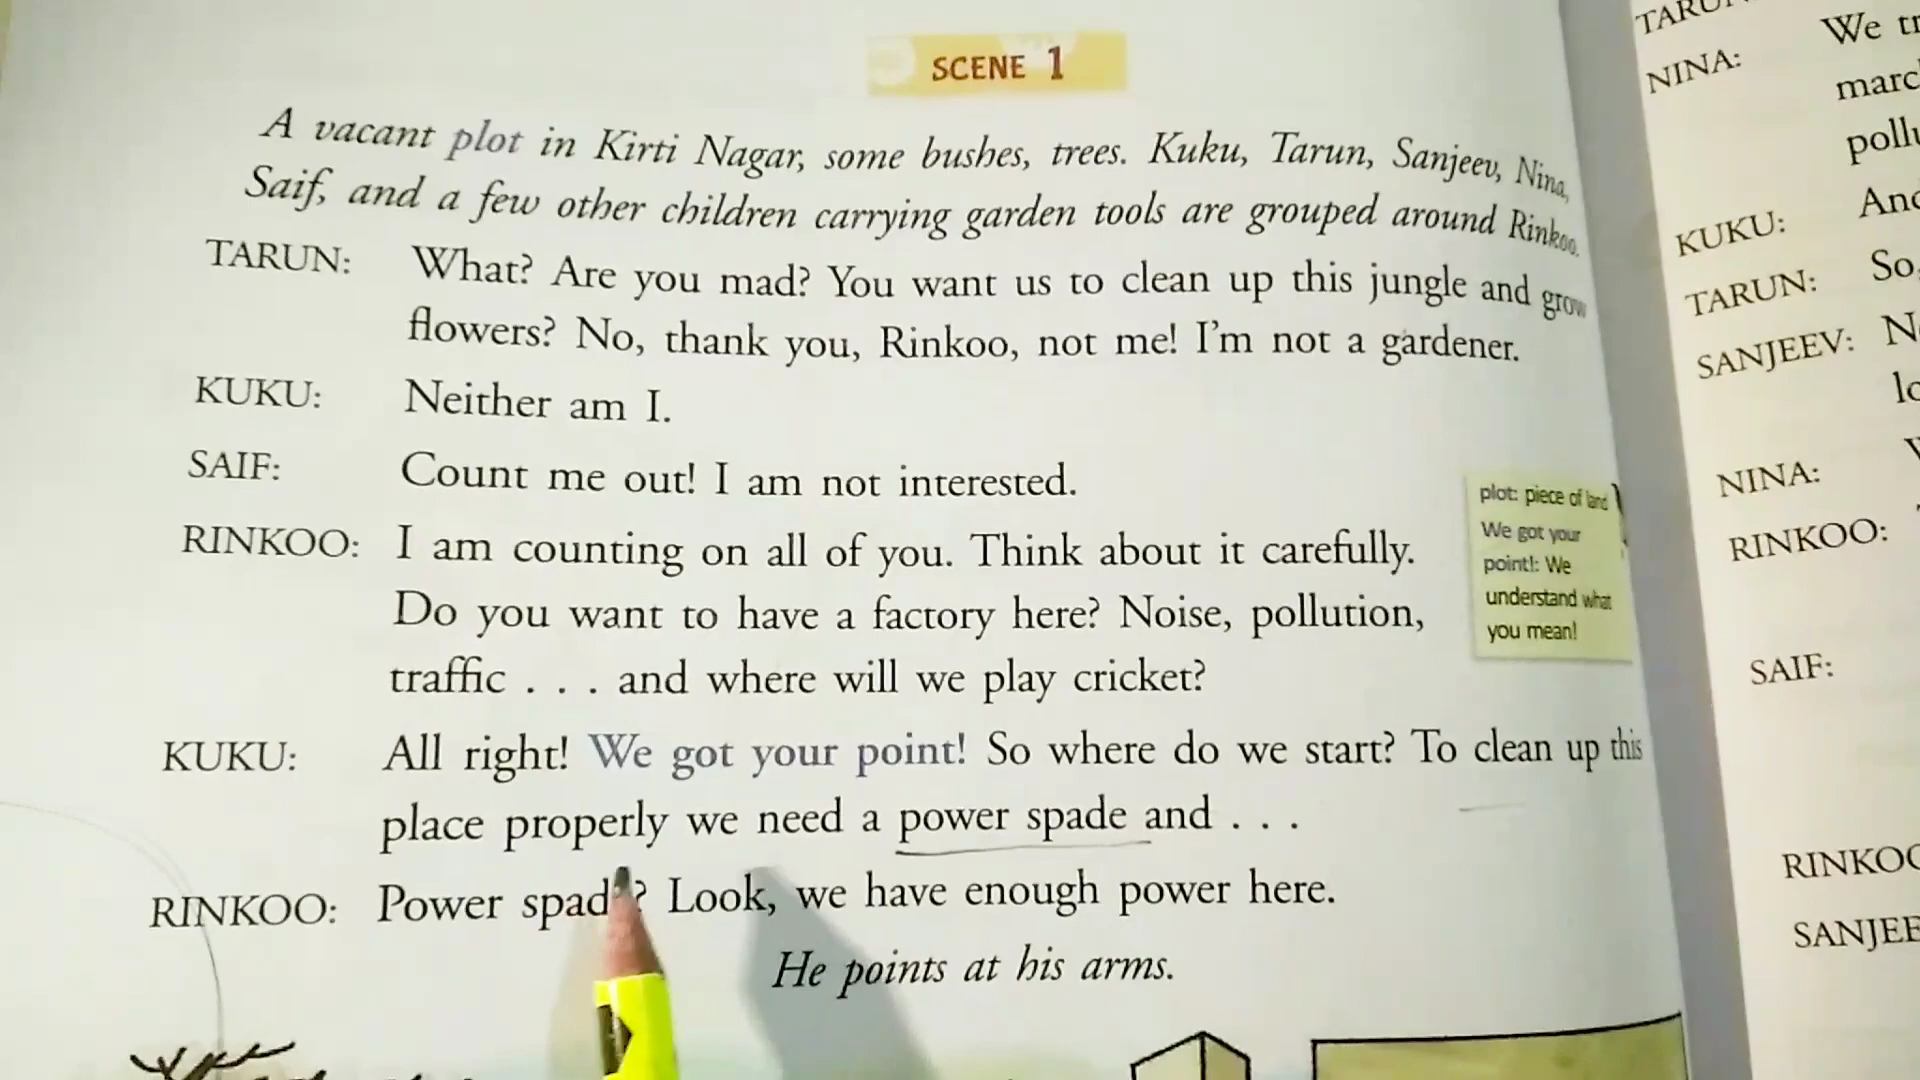 SCENE 1
A vacant plot in Kirti Nagar, some bushes, trees. Kuku, Tarun, Sanjeev, Nina,
Saif, and a few other children carrying garden tools are grouped around Rinkoo.
TARUN: What? Are you mad? You want us to clean up this jungle and grow
flowers? No, thank you, Rinkoo, not me! I'm not a gardener.
KUKU: Neither am I.
SAIF: Count me out! I am not interested.
RINKOO: I am counting on all of you. Think about it carefully.
Do you want to have a factory here? Noise, pollution,
traffic . . . and where will we play cricket?
KUKU: All right! We got your point! So where do we start? To clean up this
place properly we need a power spade and . . .
RINKOO: Power ? Look, we have enough power here.
He points at his arms.
plot: piece of land
We got your
point!: We
understand what
you mean!
NINA: We
KUKU:
TARUN: So,
SANJEEV:
NINA:
RINKOO:
SAIF: